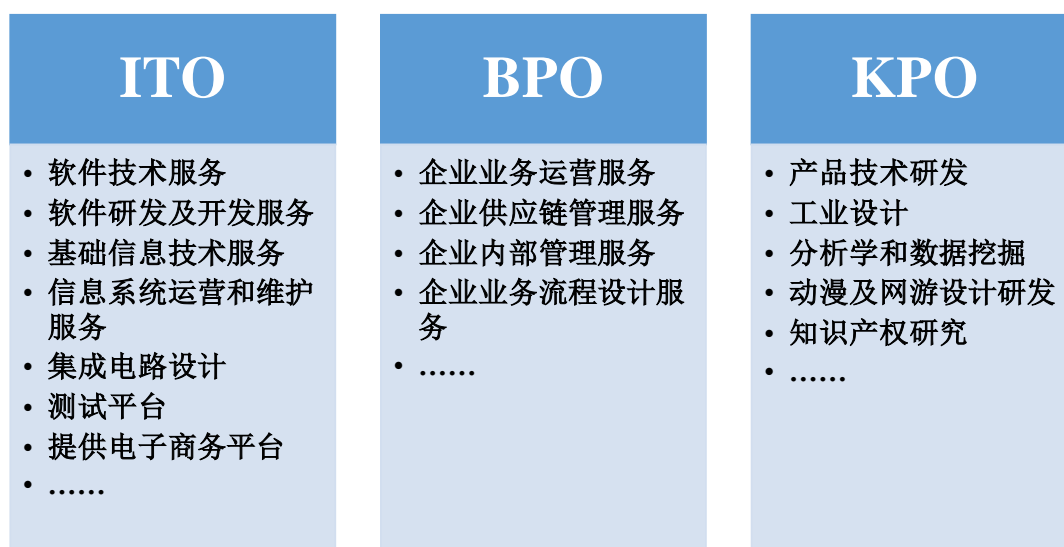 ITO
• 软件技术服务
• 软件研发及开发服务
• 基础信息技术服务
• 信息系统运营和维护
服务
• 集成电路设计
• 测试平台
• 提供电子商务平台
• ……
BPO
• 企业业务运营服务
• 企业供应链管理服务
• 企业内部管理服务
• 企业业务流程设计服
务
• ……
KPO
• 产品技术研发
• 工业设计
• 分析学和数据挖掘
• 动漫及网游设计研发
• 知识产权研究
• ……